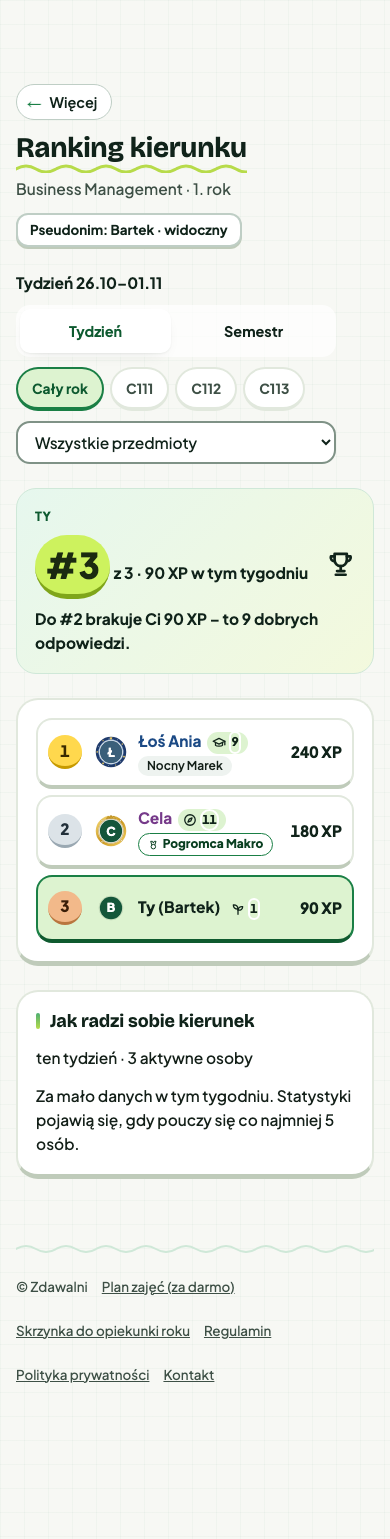 ← Więcej
Ranking kierunku
Business Management · 1. rok
Pseudonim: Bartek · widoczny
Tydzień 26.10–01.11
Tydzień Semestr
Cały rok C111 C112 C113
Wszystkie przedmioty
TY
#3 z 3 · 90 XP w tym tygodniu
Do #2 brakuje Ci 90 XP – to 9 dobrych
odpowiedzi.
1 Ł Łoś Ania 9 240 XP
Nocny Marek
2 C Cela 11 180 XP
Pogromca Makro
3 B Ty (Bartek) 1 90 XP
Jak radzi sobie kierunek
ten tydzień · 3 aktywne osoby
Za mało danych w tym tygodniu. Statystyki
pojawią się, gdy pouczy się co najmniej 5
osób.
© Zdawalni Plan zajęć (za darmo)
Skrzynka do opiekunki roku Regulamin
Polityka prywatności Kontakt